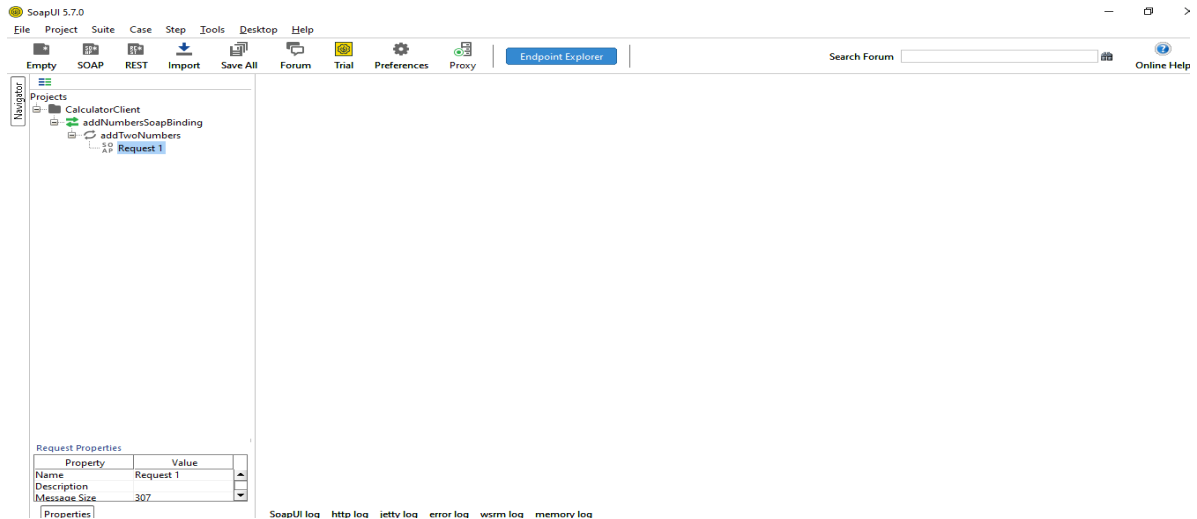 SoapUI 5.7.0
File Project Suite Case Step Tools Desktop Help
Empty SOAP REST Import Save All Forum Trial Preferences Proxy Endpoint Explorer Search Forum Online Help
Navigator
Projects
CalculatorClient
addNumbersSoapBinding
addTwoNumbers
SOAP Request 1
Request Properties
Property Value
Name Request 1
Description
Message Size 307
Properties
SoapUI log http log jetty log error log wsrm log memory log